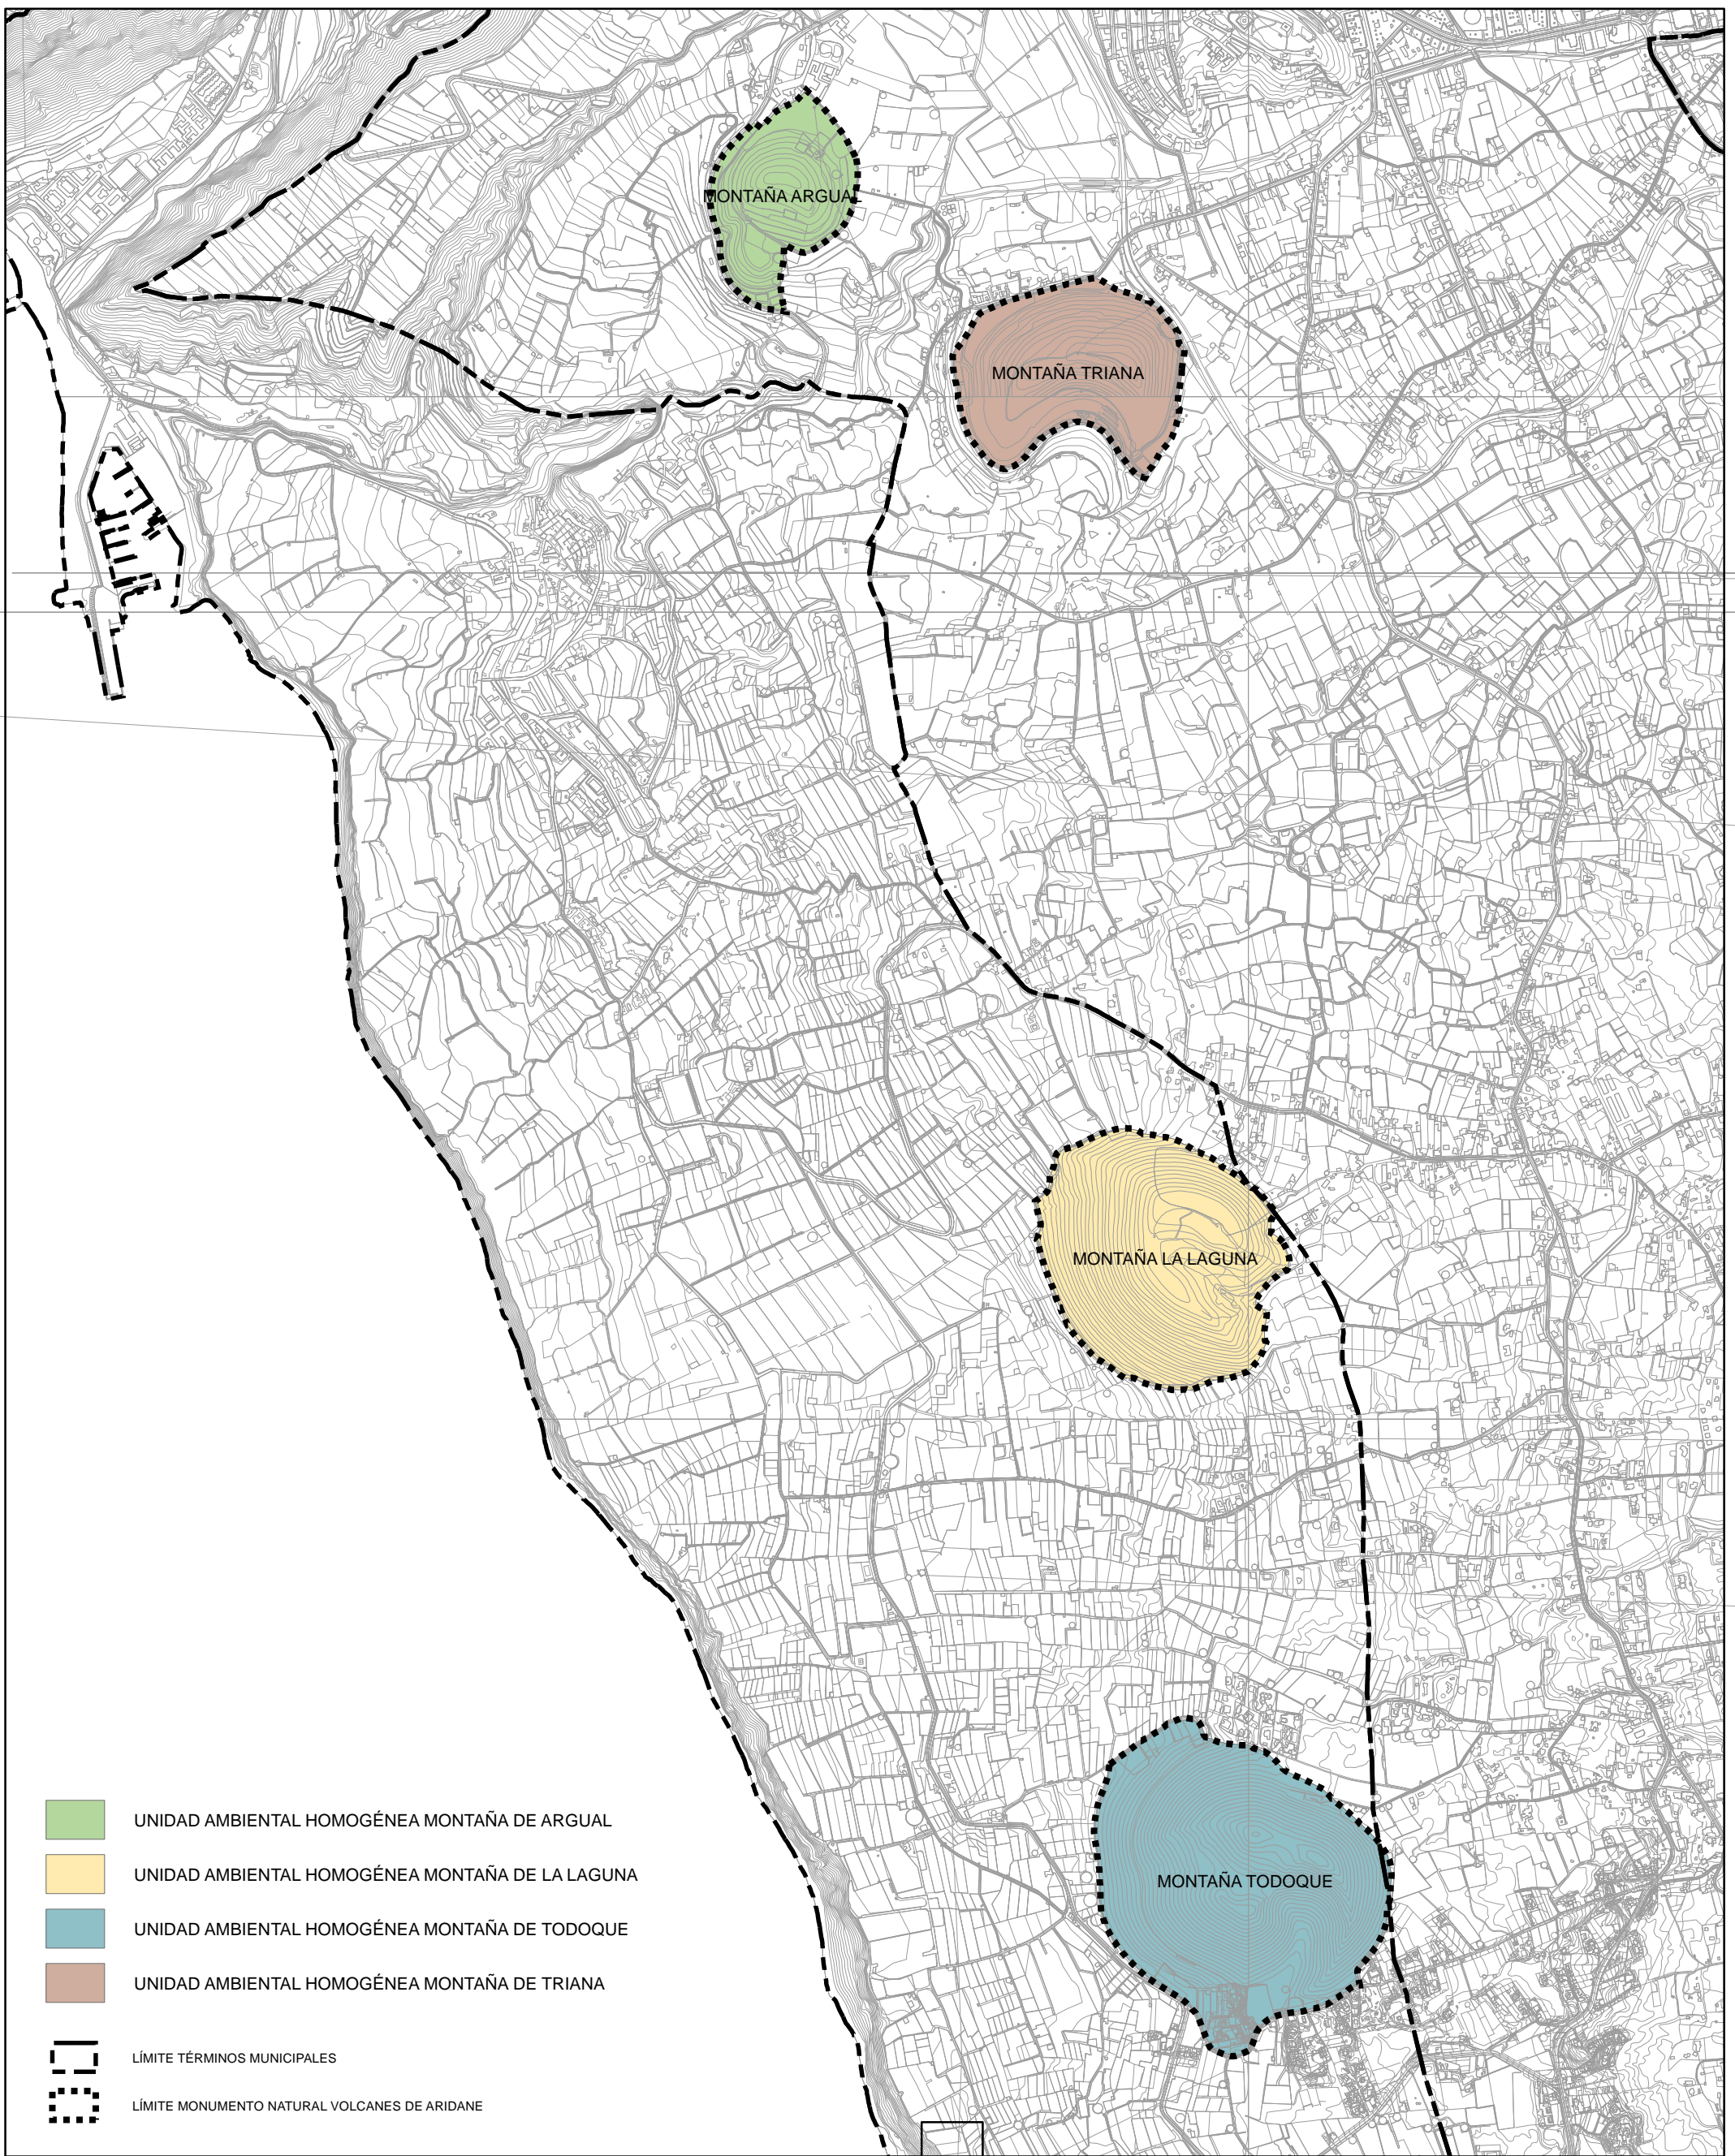 MONTAÑA ARGUAL
MONTAÑA TRIANA
MONTAÑA LA LAGUNA
MONTAÑA TODOQUE
UNIDAD AMBIENTAL HOMOGÉNEA MONTAÑA DE ARGUAL
UNIDAD AMBIENTAL HOMOGÉNEA MONTAÑA DE LA LAGUNA
UNIDAD AMBIENTAL HOMOGÉNEA MONTAÑA DE TODOQUE
UNIDAD AMBIENTAL HOMOGÉNEA MONTAÑA DE TRIANA
LÍMITE TÉRMINOS MUNICIPALES
LÍMITE MONUMENTO NATURAL VOLCANES DE ARIDANE